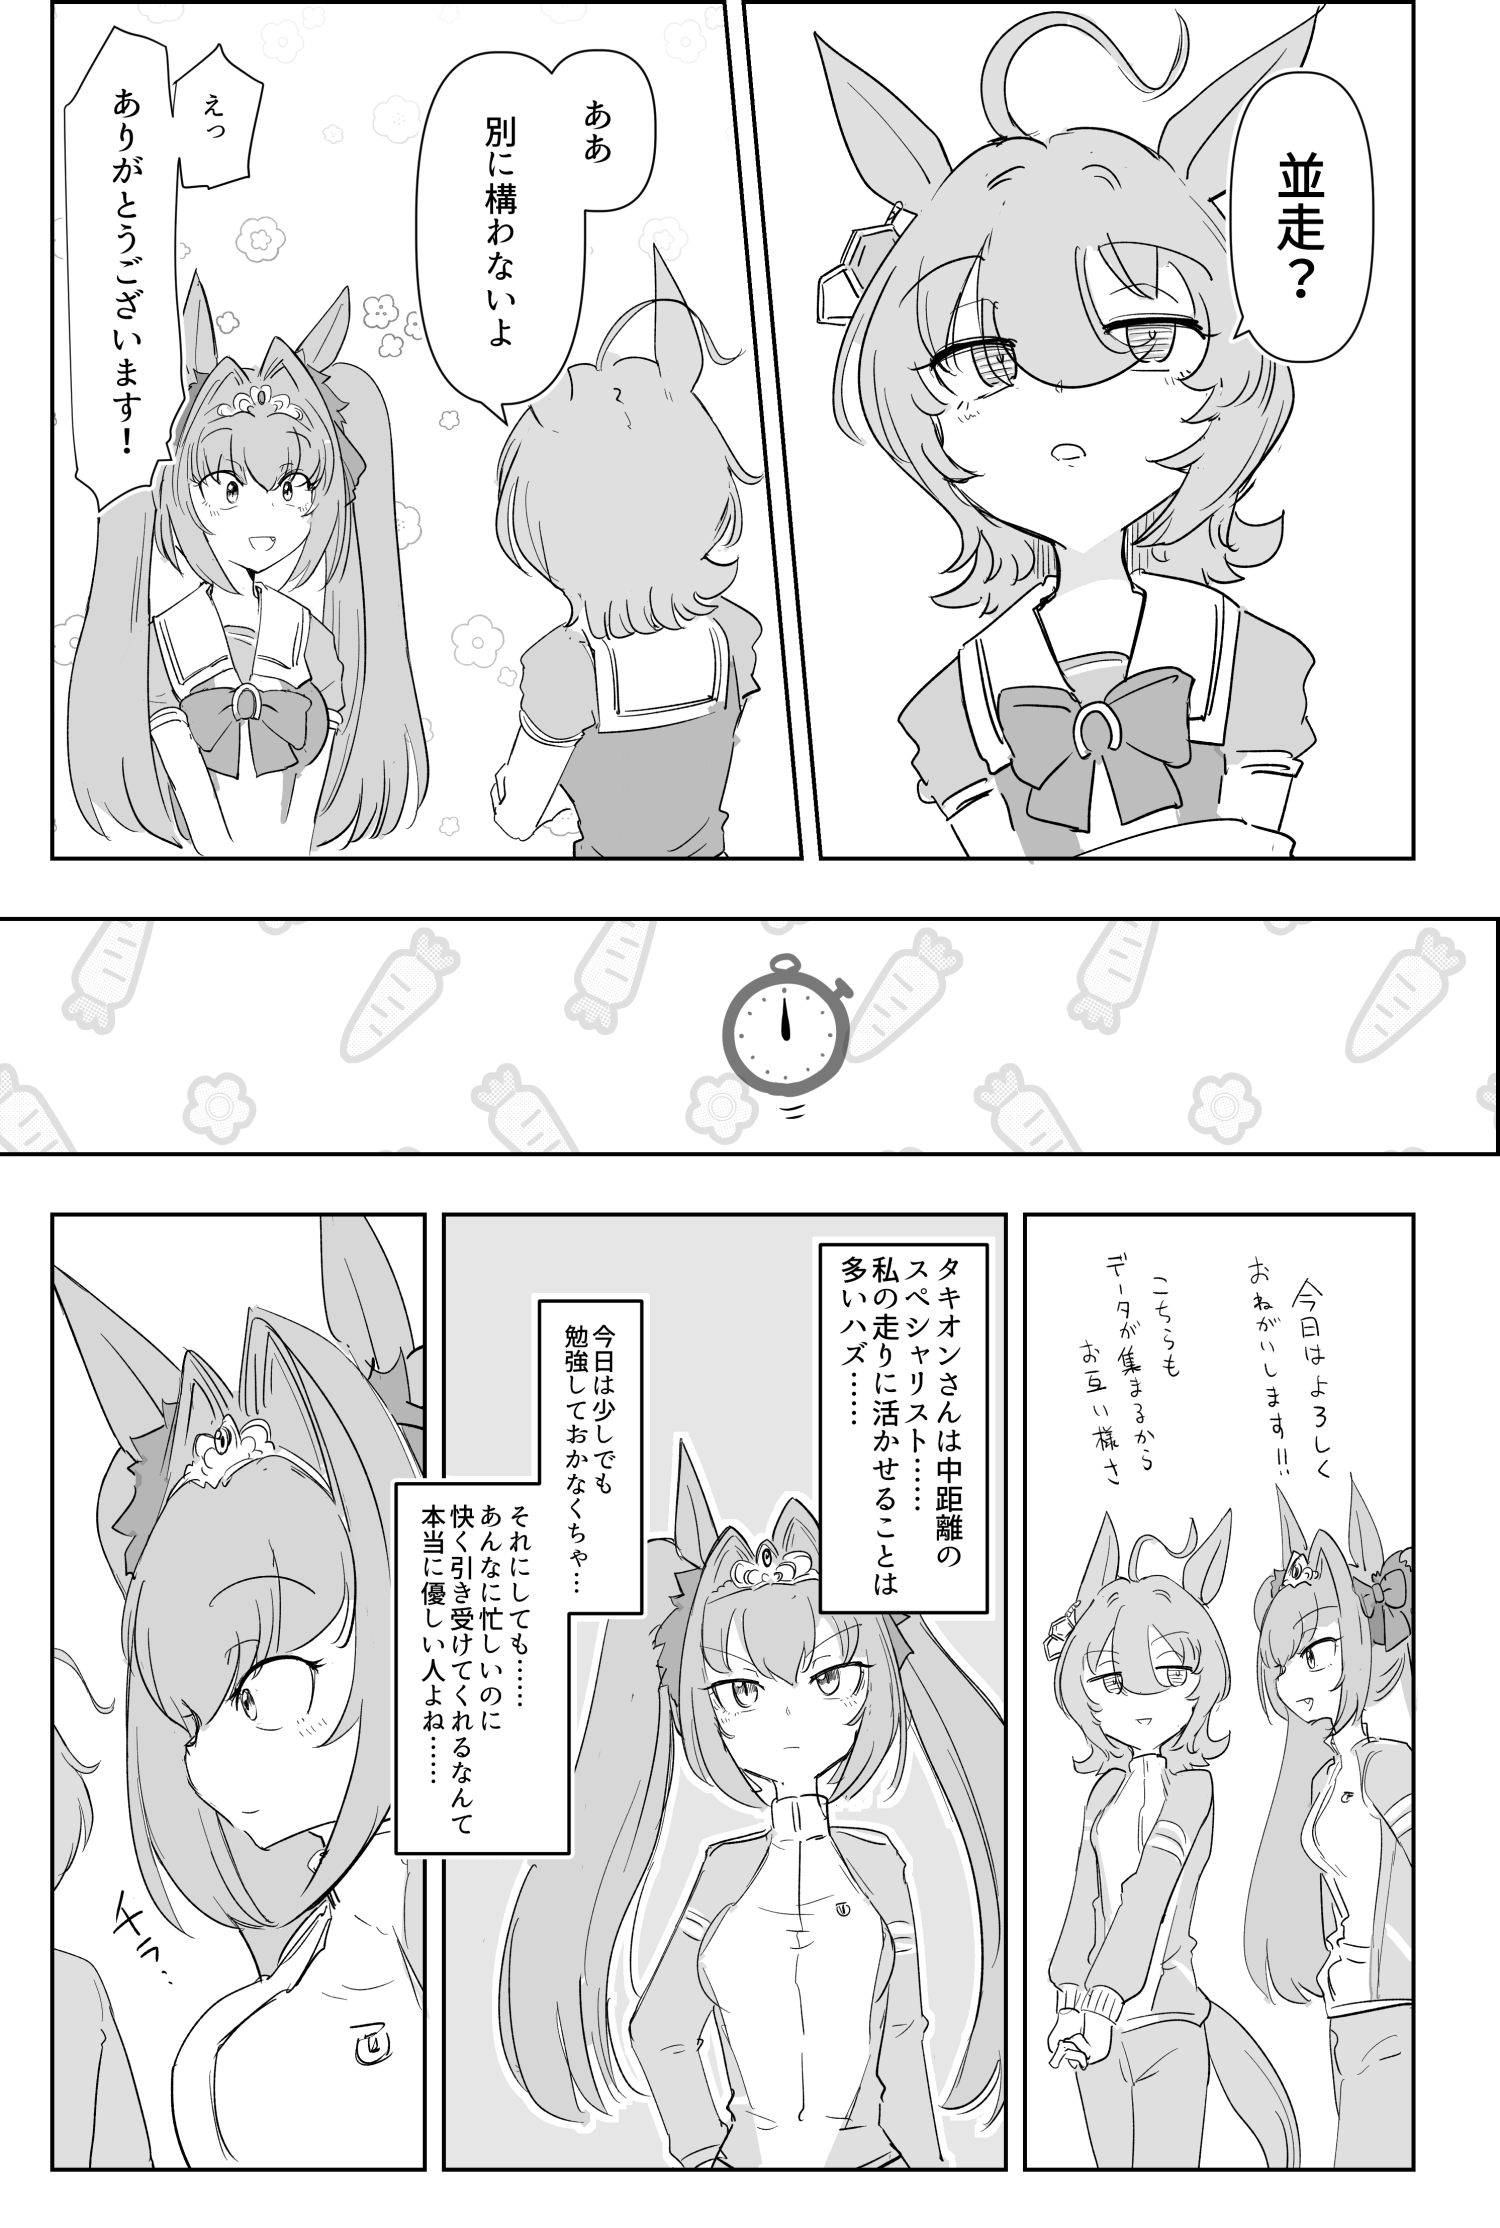 並走？
ああ
別に構わないよ
えっ
ありがとうございます！
今日はよろしく
おねがいします!!
こちらも
データが集まるから
お互い様さ
タキオンさんは中距離の
スペシャリスト……
私の走りに活かせることは
多いハズ……
今日は少しでも
勉強しておかなくちゃ…
それにしても……
あんなに忙しいのに
快く引き受けてくれるなんて
本当に優しい人よね……
チラ..